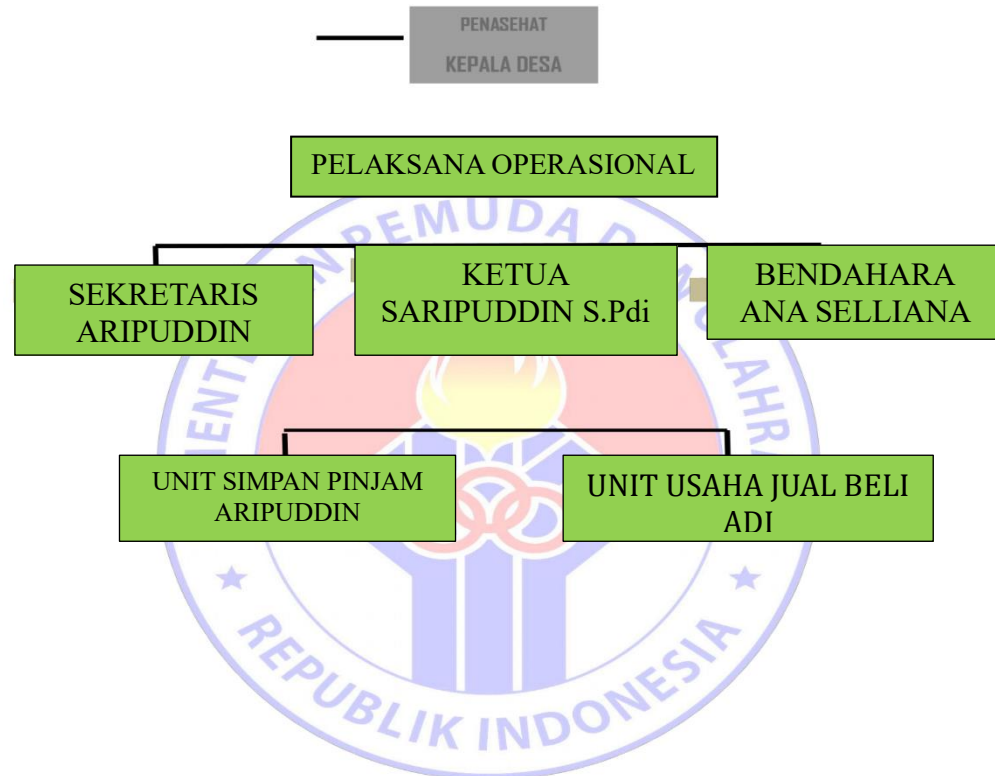 PENASEHAT
KEPALA DESA
PELAKSANA OPERASIONAL
SEKRETARIS
ARIPUDDIN
KETUA
SARIPUDDIN S.Pdi
BENDAHARA
ANA SELLIANA
UNIT SIMPAN PINJAM
ARIPUDDIN
UNIT USAHA JUAL BELI
ADI
REPUBLIK INDONESIA